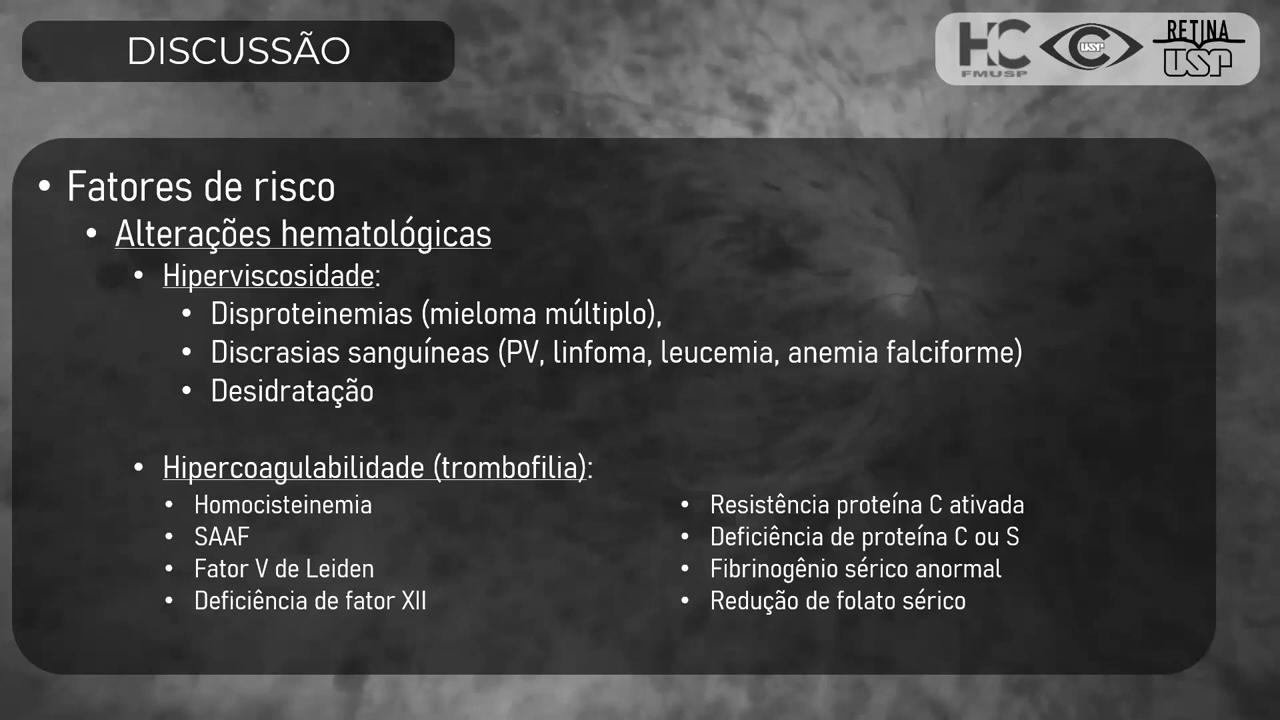 DISCUSSÃO
HC
FMUSP
USP
RETINA
USP
• Fatores de risco
• Alterações hematológicas
• Hiperviscosidade:
• Disproteinemias (mieloma múltiplo),
• Discrasias sanguíneas (PV, linfoma, leucemia, anemia falciforme)
• Desidratação
• Hipercoagulabilidade (trombofilia):
• Homocisteinemia
• SAAF
• Fator V de Leiden
• Deficiência de fator XII
• Resistência proteína C ativada
• Deficiência de proteína C ou S
• Fibrinogênio sérico anormal
• Redução de folato sérico